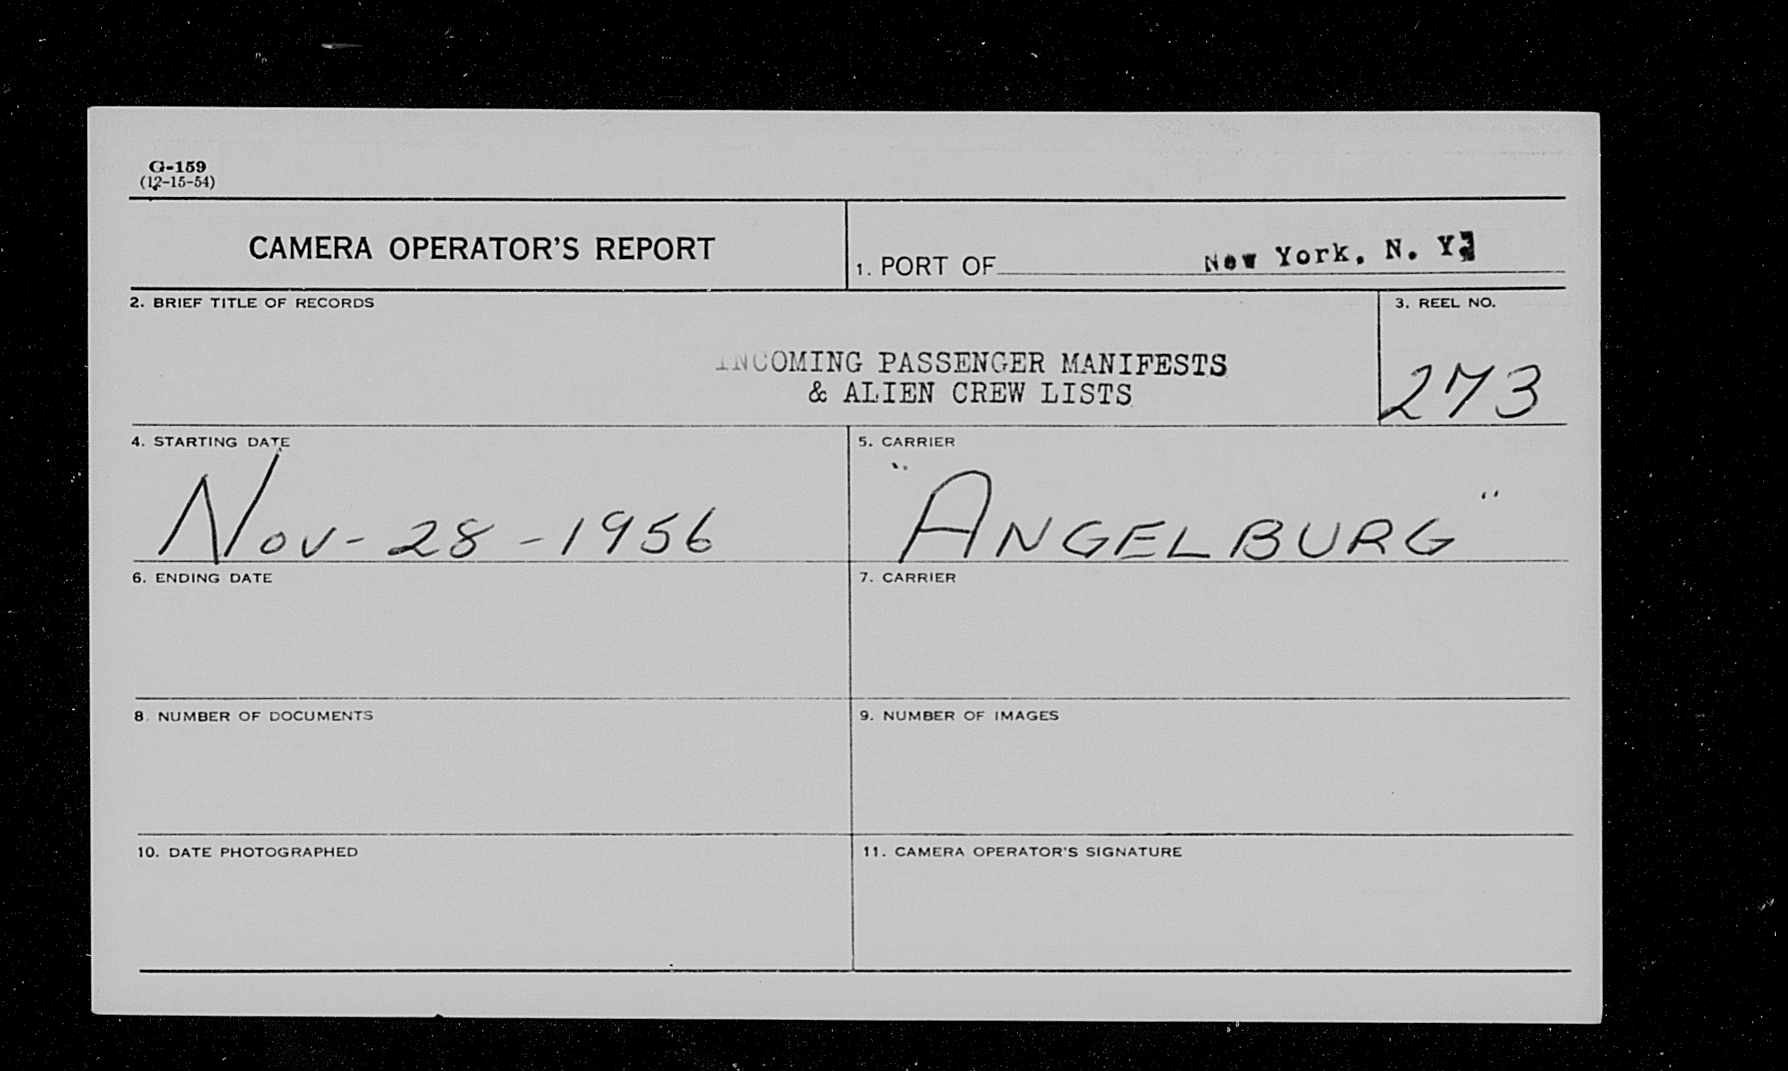 G-159
(12-15-54)
CAMERA OPERATOR'S REPORT
1. PORT OF New York, N. Y.
2. BRIEF TITLE OF RECORDS
3. REEL NO.
INCOMING PASSENGER MANIFESTS
& ALIEN CREW LISTS
273
4. STARTING DATE
5. CARRIER
Nov-28-1956
"ANGELBURG"
6. ENDING DATE
7. CARRIER
8. NUMBER OF DOCUMENTS
9. NUMBER OF IMAGES
10. DATE PHOTOGRAPHED
11. CAMERA OPERATOR'S SIGNATURE